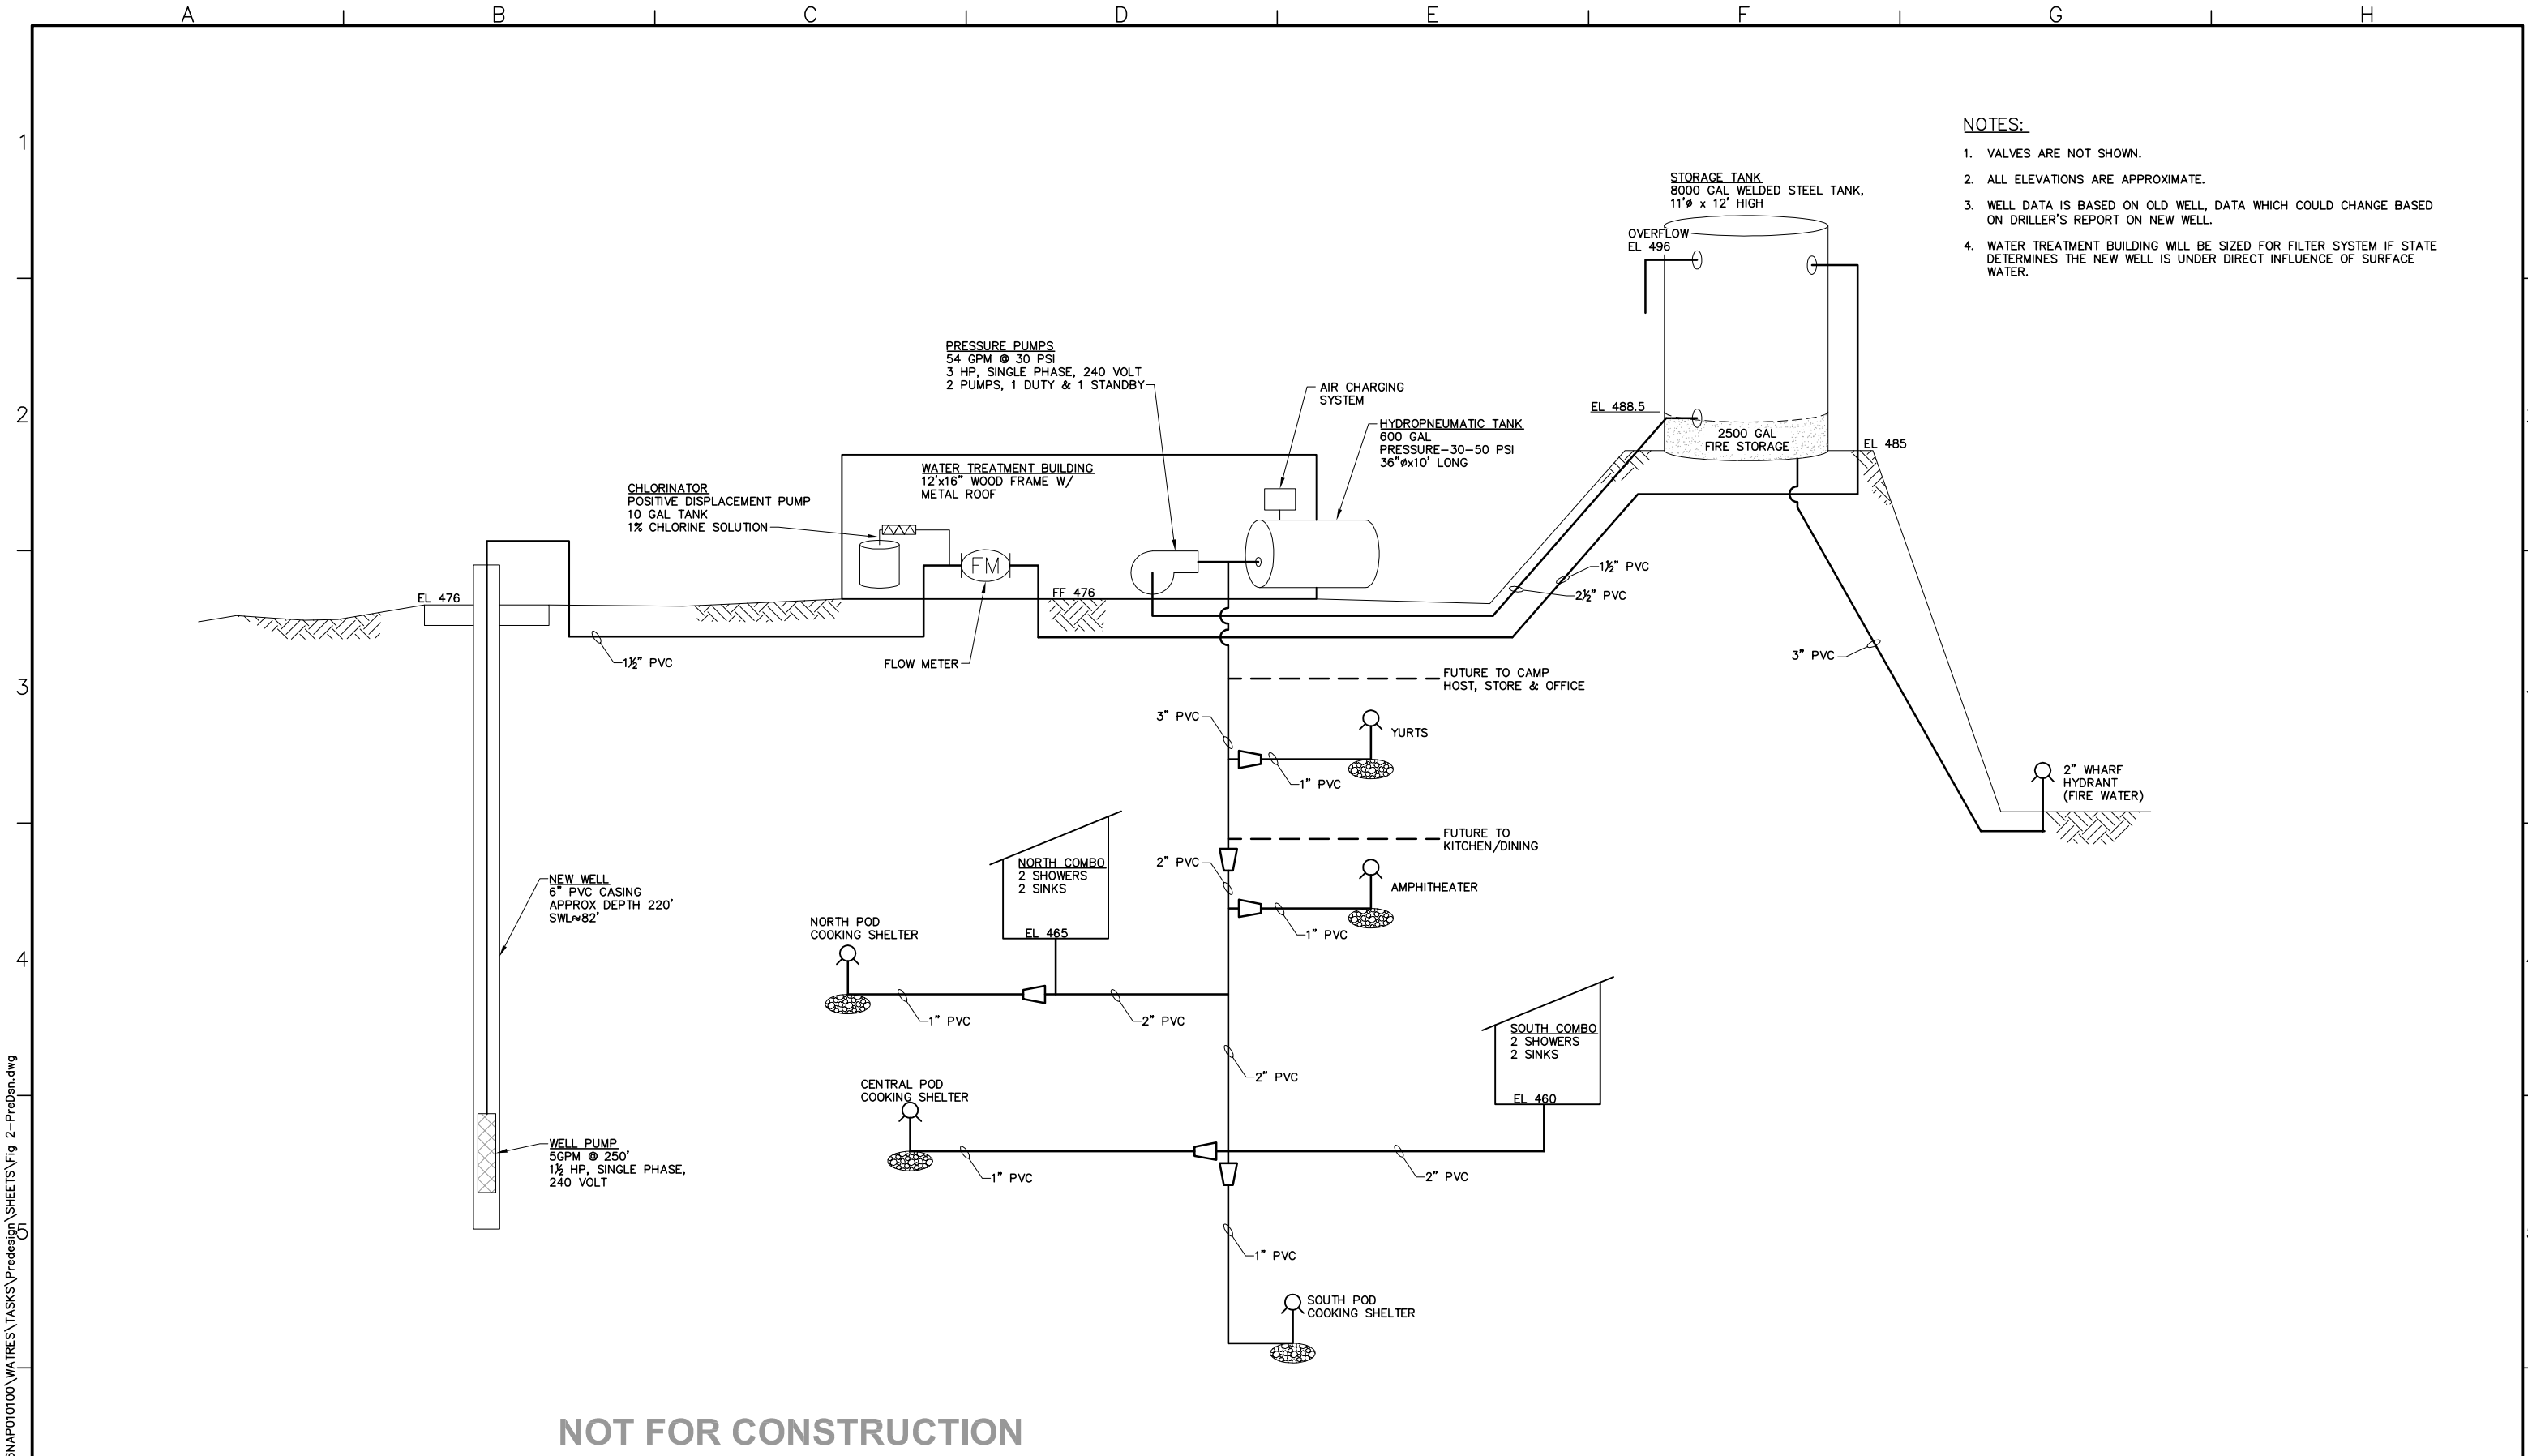 A B C D E F G H
1
2
3
4
5
NOTES:
1. VALVES ARE NOT SHOWN.
2. ALL ELEVATIONS ARE APPROXIMATE.
3. WELL DATA IS BASED ON OLD WELL, DATA WHICH COULD CHANGE BASED
ON DRILLER'S REPORT ON NEW WELL.
4. WATER TREATMENT BUILDING WILL BE SIZED FOR FILTER SYSTEM IF STATE
DETERMINES THE NEW WELL IS UNDER DIRECT INFLUENCE OF SURFACE
WATER.
STORAGE TANK
8000 GAL WELDED STEEL TANK,
11'ø x 12' HIGH
OVERFLOW
EL 496
EL 488.5
2500 GAL
FIRE STORAGE
EL 485
PRESSURE PUMPS
54 GPM @ 30 PSI
3 HP, SINGLE PHASE, 240 VOLT
2 PUMPS, 1 DUTY & 1 STANDBY
AIR CHARGING
SYSTEM
HYDROPNEUMATIC TANK
600 GAL
PRESSURE-30-50 PSI
36"øx10' LONG
WATER TREATMENT BUILDING
12'x16" WOOD FRAME W/
METAL ROOF
CHLORINATOR
POSITIVE DISPLACEMENT PUMP
10 GAL TANK
1% CHLORINE SOLUTION
FM
EL 476
FF 476
1½" PVC
2½" PVC
1½" PVC
FLOW METER
3" PVC
FUTURE TO CAMP
HOST, STORE & OFFICE
3" PVC
YURTS
1" PVC
2" WHARF
HYDRANT
(FIRE WATER)
FUTURE TO
KITCHEN/DINING
2" PVC
AMPHITHEATER
1" PVC
NORTH COMBO
2 SHOWERS
2 SINKS
EL 465
NEW WELL
6" PVC CASING
APPROX DEPTH 220'
SWL≈82'
NORTH POD
COOKING SHELTER
1" PVC
2" PVC
SOUTH COMBO
2 SHOWERS
2 SINKS
EL 460
2" PVC
CENTRAL POD
COOKING SHELTER
1" PVC
2" PVC
WELL PUMP
5GPM @ 250'
1½ HP, SINGLE PHASE,
240 VOLT
1" PVC
SOUTH POD
COOKING SHELTER
NOT FOR CONSTRUCTION
NAP010100\WATRES\TASKS\Predesign\SHEETS\Fig 2-PreDsn.dwg